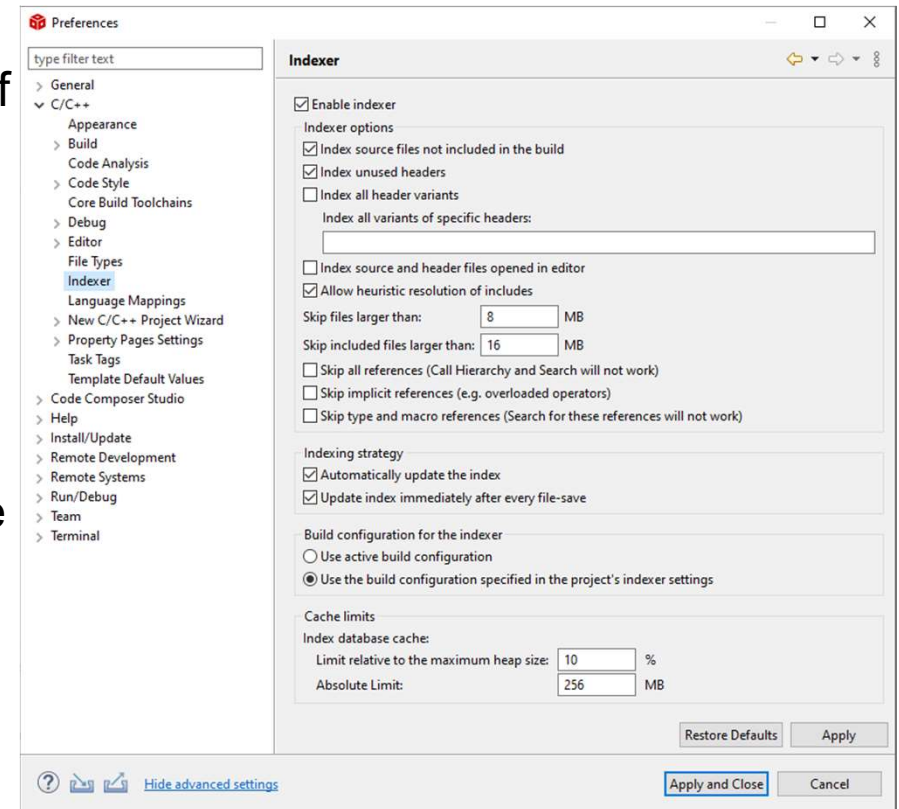 Preferences
type filter text
f
General
C/C++
Appearance
Build
Code Analysis
Code Style
Core Build Toolchains
Debug
Editor
File Types
Indexer
Language Mappings
New C/C++ Project Wizard
Property Pages Settings
Task Tags
Template Default Values
Code Composer Studio
Help
Install/Update
Remote Development
Remote Systems
Run/Debug
e
Team
Terminal
Indexer
Enable indexer
Indexer options
Index source files not included in the build
Index unused headers
Index all header variants
Index all variants of specific headers:
Index source and header files opened in editor
Allow heuristic resolution of includes
Skip files larger than: 8 MB
Skip included files larger than: 16 MB
Skip all references (Call Hierarchy and Search will not work)
Skip implicit references (e.g. overloaded operators)
Skip type and macro references (Search for these references will not work)
Indexing strategy
Automatically update the index
Update index immediately after every file-save
Build configuration for the indexer
Use active build configuration
Use the build configuration specified in the project's indexer settings
Cache limits
Index database cache:
Limit relative to the maximum heap size: 10 %
Absolute Limit: 256 MB
Restore Defaults Apply
? Hide advanced settings Apply and Close Cancel